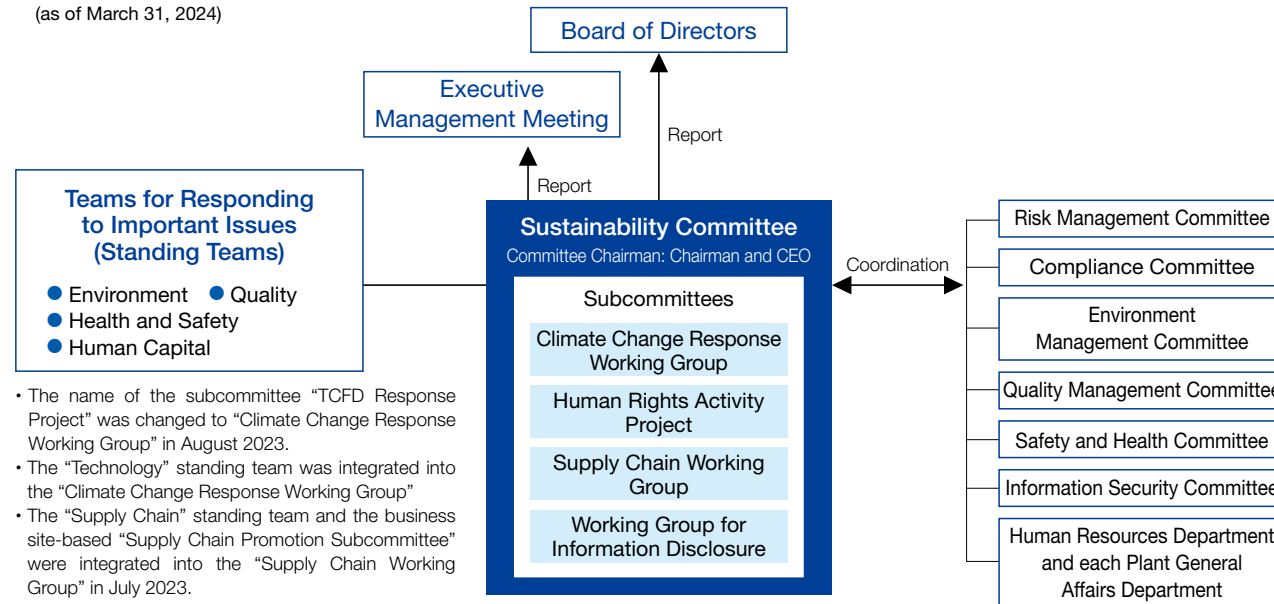 (as of March 31, 2024)
Board of Directors
Executive
Management Meeting
Report
Report
Teams for Responding
to Important Issues
(Standing Teams)
● Environment ● Quality
● Health and Safety
● Human Capital
Sustainability Committee
Committee Chairman: Chairman and CEO
Subcommittees
Climate Change Response
Working Group
Human Rights Activity
Project
Supply Chain Working
Group
Working Group for
Information Disclosure
Coordination
Risk Management Committee
Compliance Committee
Environment
Management Committee
Quality Management Committee
Safety and Health Committee
Information Security Committee
Human Resources Department
and each Plant General
Affairs Department
• The name of the subcommittee “TCFD Response
Project” was changed to “Climate Change Response
Working Group” in August 2023.
• The “Technology” standing team was integrated into
the “Climate Change Response Working Group”
• The “Supply Chain” standing team and the business
site-based “Supply Chain Promotion Subcommittee”
were integrated into the “Supply Chain Working
Group” in July 2023.